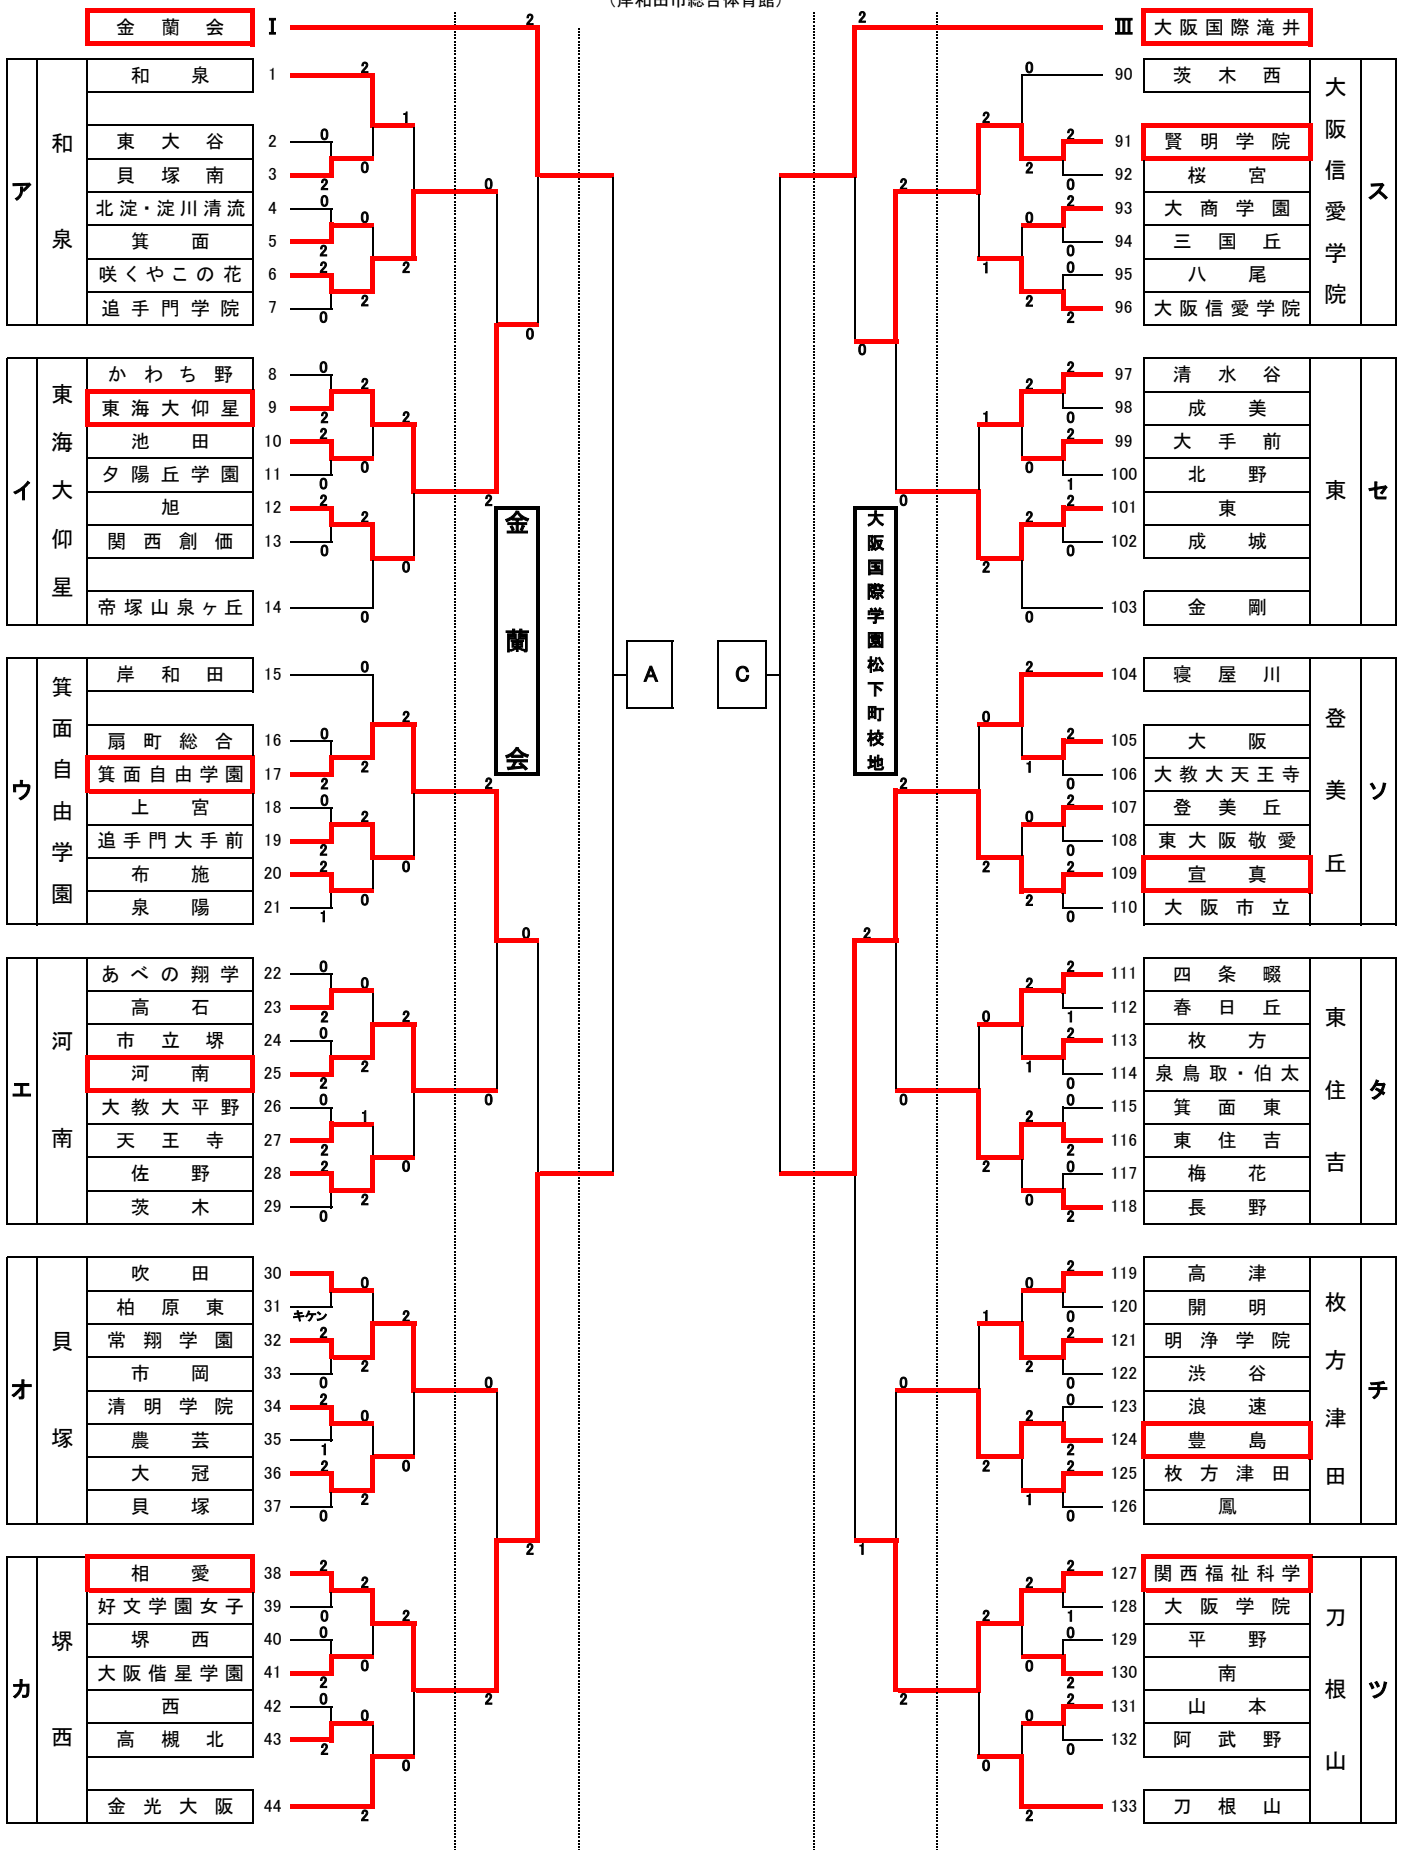 (岸和田市総合体育館)
金蘭会 Ⅰ
ア
和泉
和泉 1
東大谷 2
貝塚南 3
北淀・淀川清流 4
箕面 5
咲くやこの花 6
追手門学院 7
イ
東海大仰星
かわち野 8
東海大仰星 9
池田 10
夕陽丘学園 11
旭 12
関西創価 13
帝塚山泉ヶ丘 14
ウ
箕面自由学園
岸和田 15
扇町総合 16
箕面自由学園 17
上宮 18
追手門大手前 19
布施 20
泉陽 21
エ
河南
あべの翔学 22
高石 23
市立堺 24
河南 25
大教大平野 26
天王寺 27
佐野 28
茨木 29
オ
貝塚
吹田 30
柏原東 31
キケン
常翔学園 32
市岡 33
清明学院 34
農芸 35
大冠 36
貝塚 37
カ
堺西
相愛 38
好文学園女子 39
堺西 40
大阪偕星学園 41
西 42
高槻北 43
金光大阪 44
金蘭会
A
C
大阪国際学園松下町校地
Ⅲ 大阪国際滝井
90 茨木西
91 賢明学院
92 桜宮
93 大商学園
94 三国丘
95 八尾
96 大阪信愛学院
大阪信愛学院
ス
97 清水谷
98 成美
99 大手前
100 北野
101 東
102 成城
103 金剛
東
セ
104 寝屋川
105 大阪
106 大教大天王寺
107 登美丘
108 東大阪敬愛
109 宣真
110 大阪市立
登美丘
ソ
111 四条畷
112 春日丘
113 枚方
114 泉鳥取・伯太
115 箕面東
116 東住吉
117 梅花
118 長野
東住吉
タ
119 高津
120 開明
121 明浄学院
122 渋谷
123 浪速
124 豊島
125 枚方津田
126 鳳
枚方津田
チ
127 関西福祉科学
128 大阪学院
129 平野
130 南
131 山本
132 阿武野
133 刀根山
刀根山
ツ